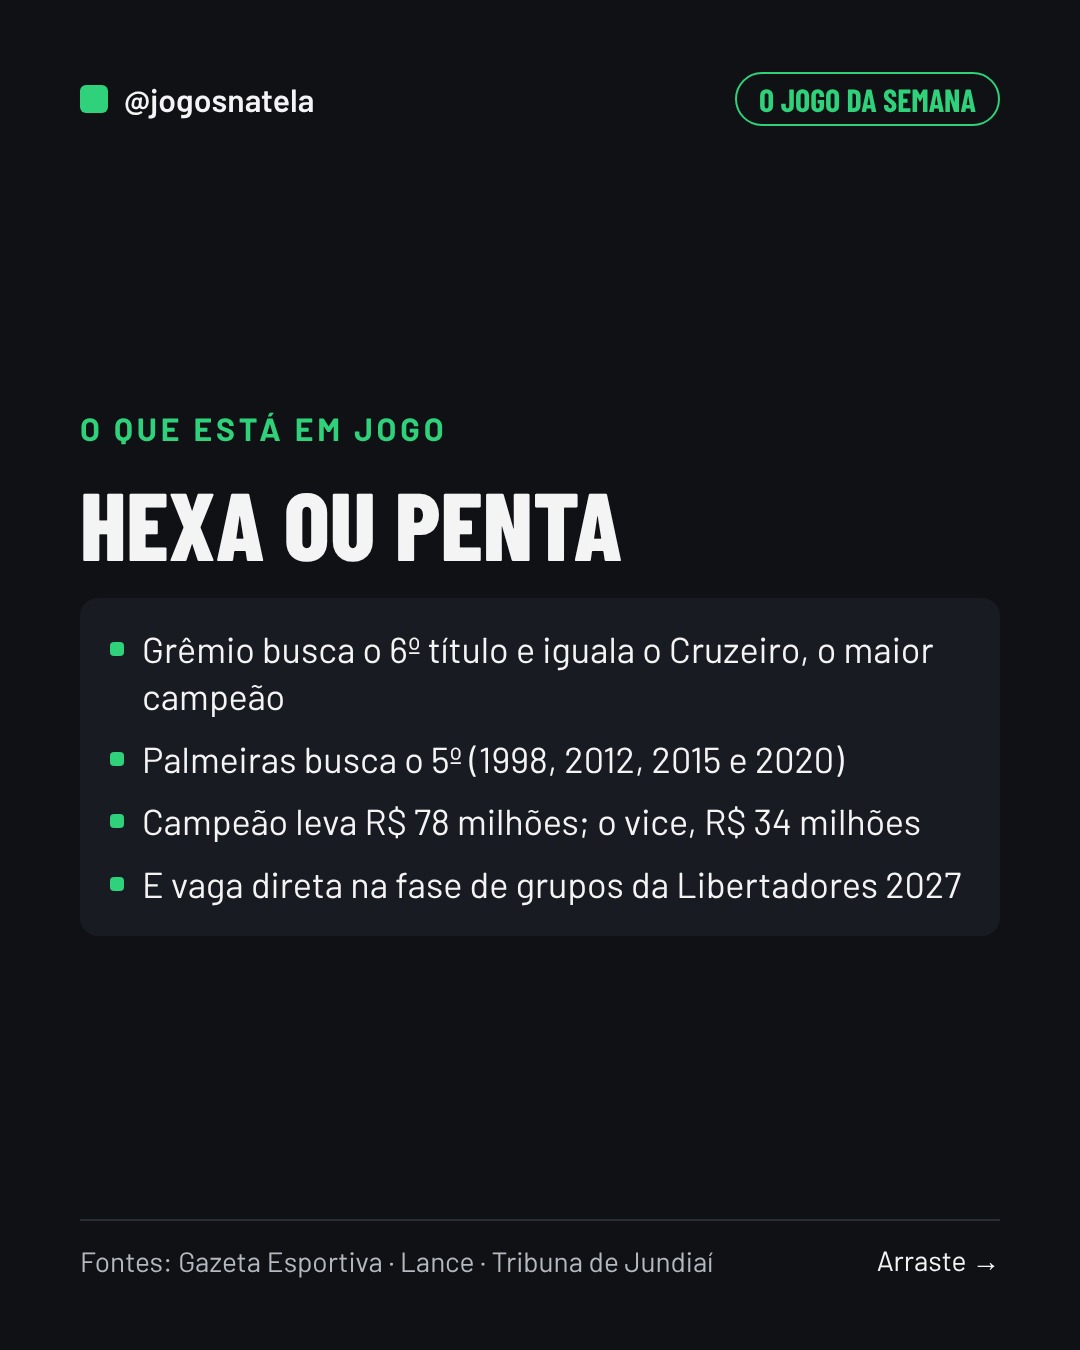 @jogosnatela
O JOGO DA SEMANA
O QUE ESTÁ EM JOGO
HEXA OU PENTA
Grêmio busca o 6º título e iguala o Cruzeiro, o maior
campeão
Palmeiras busca o 5º (1998, 2012, 2015 e 2020)
Campeão leva R$ 78 milhões; o vice, R$ 34 milhões
E vaga direta na fase de grupos da Libertadores 2027
Fontes: Gazeta Esportiva · Lance · Tribuna de Jundiaí
Arraste →